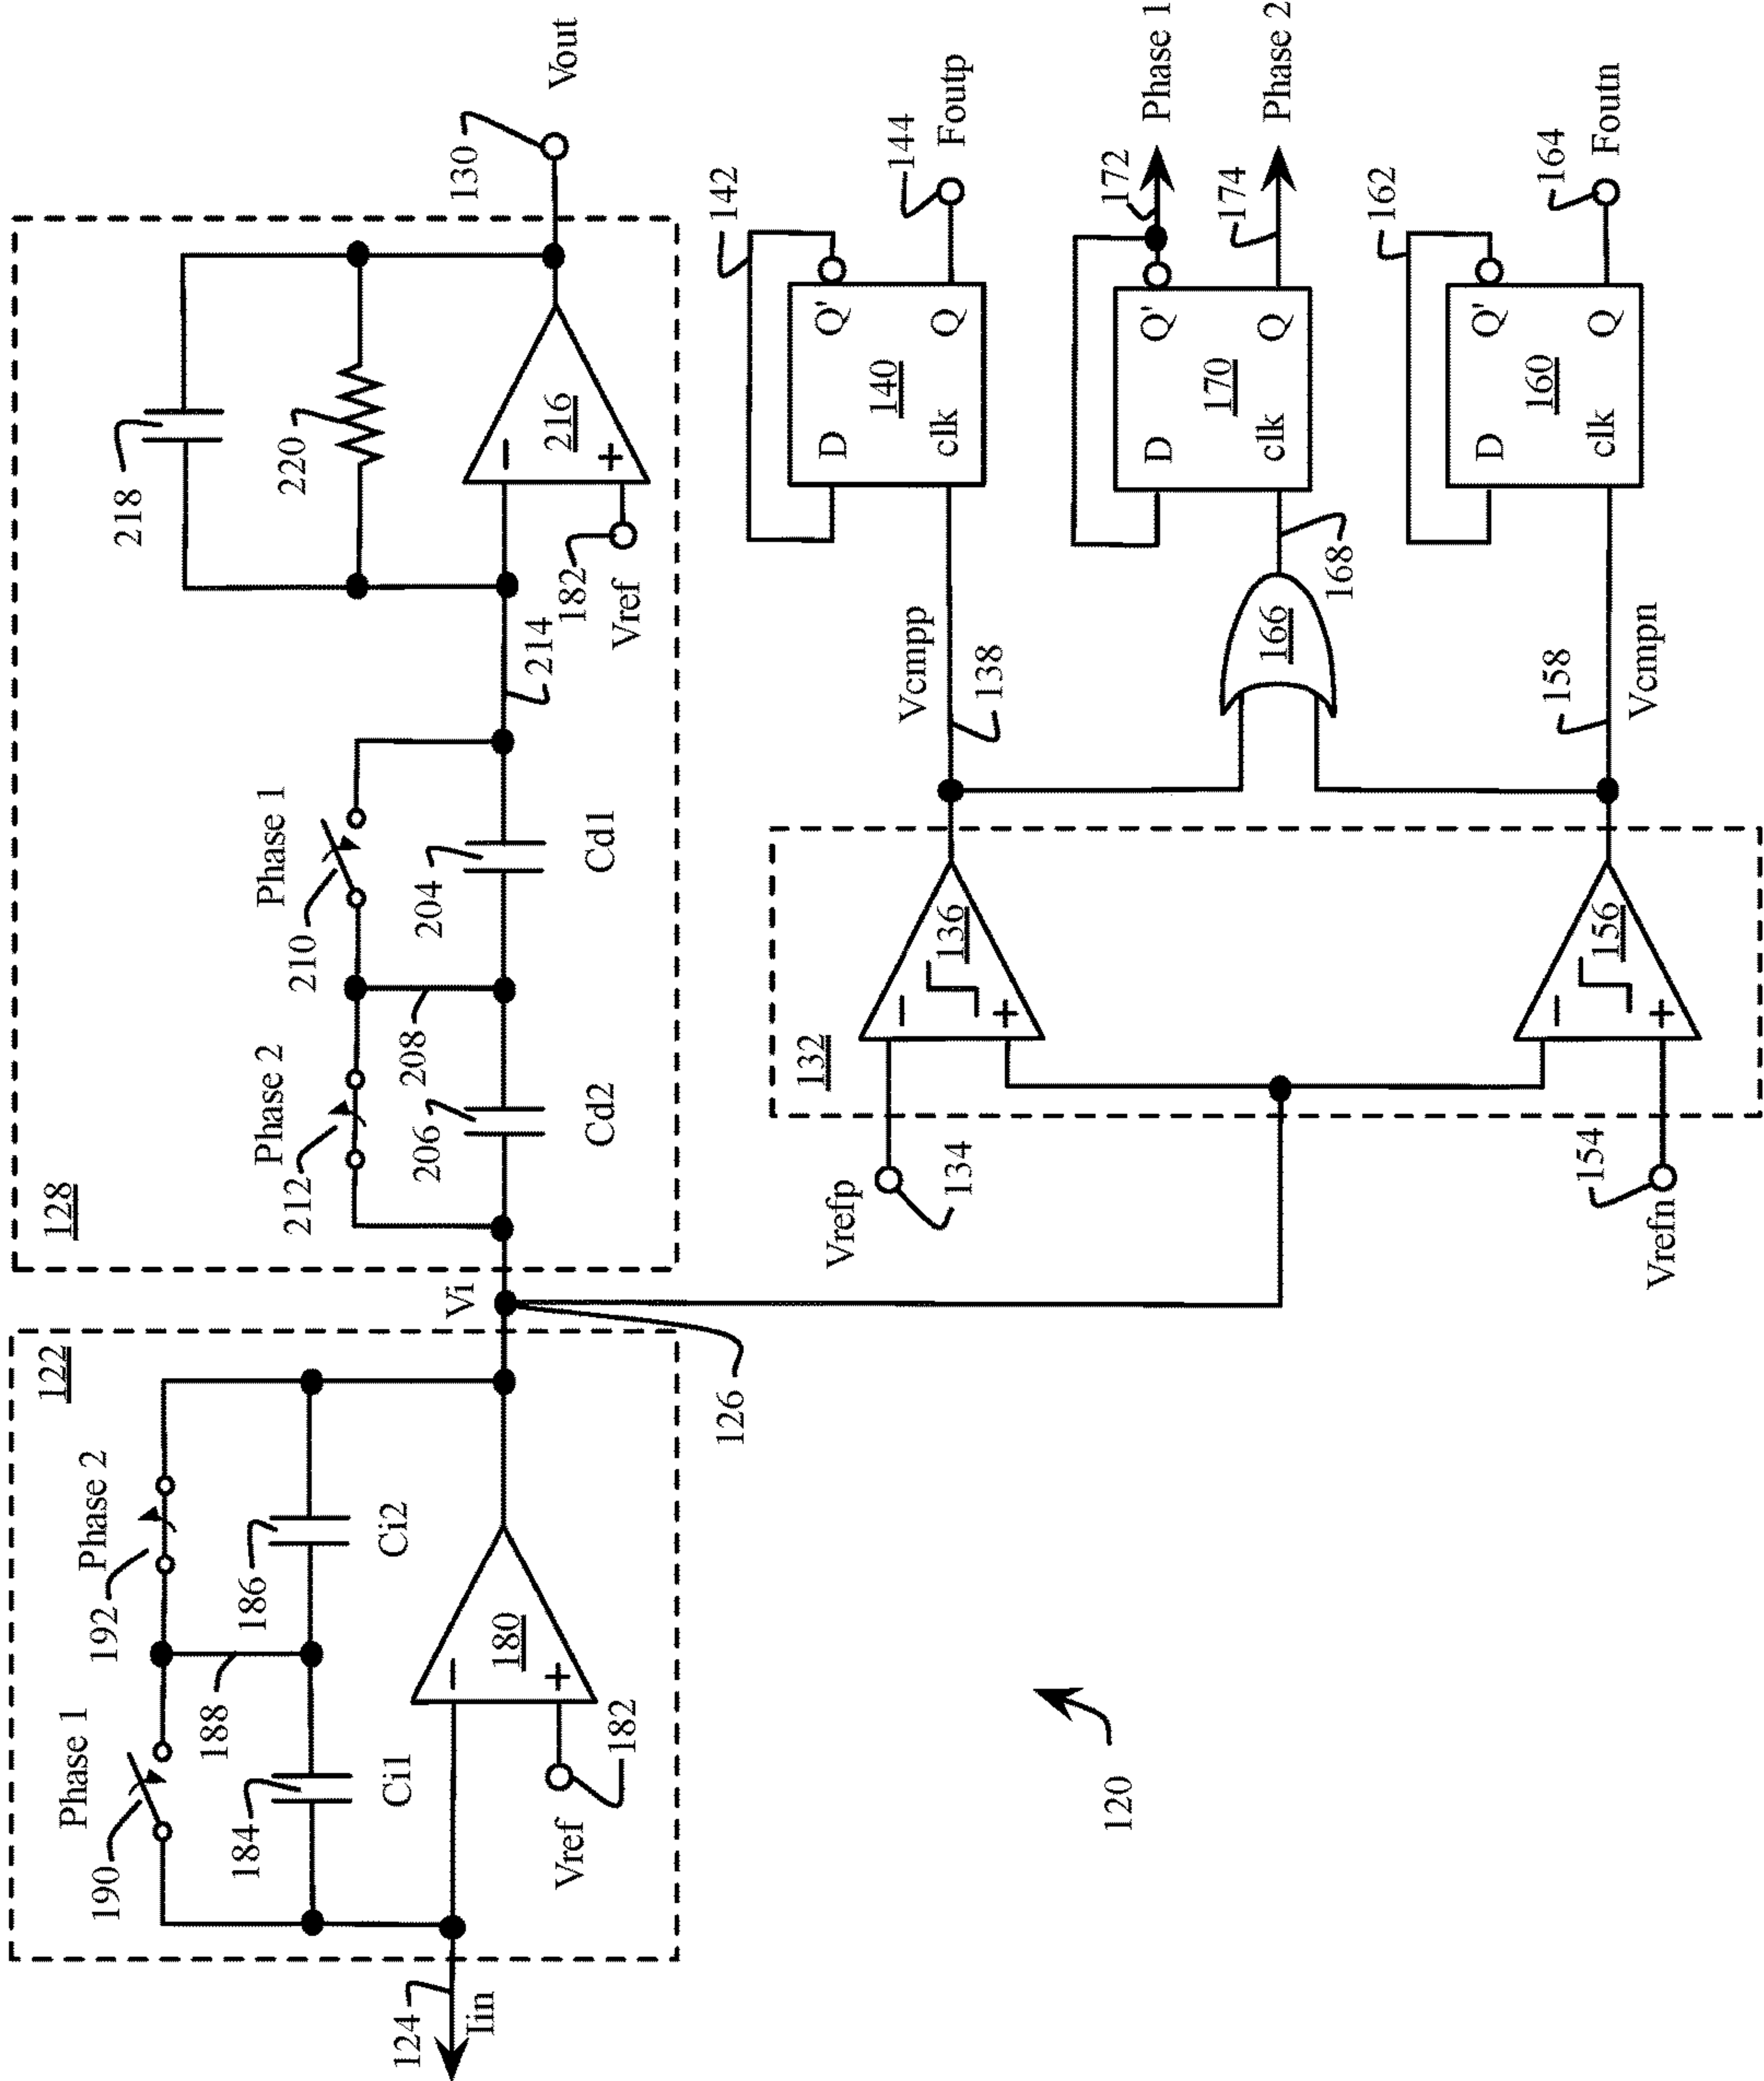 122
Phase 1
Phase 2
190
192
188
184
186
Ci1
Ci2
180
−
+
124
Iin
Vref
182
Vi
126
128
Phase 2
Phase 1
212
210
208
206
204
Cd2
Cd1
214
218
220
216
−
+
182
Vref
130
Vout
132
Vrefp
134
136
−
+
Vrefn
154
156
−
+
Vcmpp
138
166
168
158
Vcmpn
142
D
Q'
140
clk
Q
144
Foutp
D
Q'
170
clk
Q
172
Phase 1
174
Phase 2
162
D
Q'
160
clk
Q
164
Foutn
120